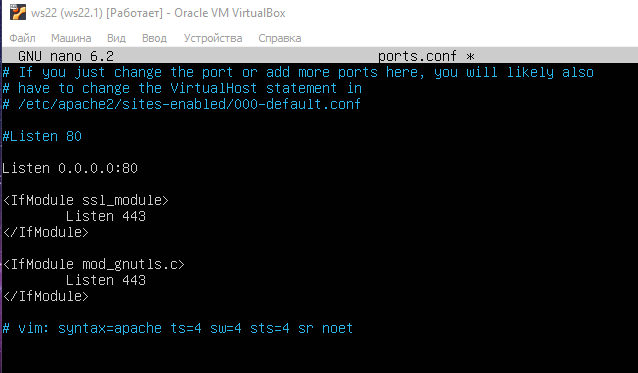 ws22 (ws22.1) [Работает] - Oracle VM VirtualBox
Файл Машина Вид Ввод Устройства Справка
GNU nano 6.2 ports.conf *
# If you just change the port or add more ports here, you will likely also
# have to change the VirtualHost statement in
# /etc/apache2/sites-enabled/000-default.conf
#Listen 80
Listen 0.0.0.0:80
<IfModule ssl_module>
Listen 443
</IfModule>
<IfModule mod_gnutls.c>
Listen 443
</IfModule>
# vim: syntax=apache ts=4 sw=4 sts=4 sr noet